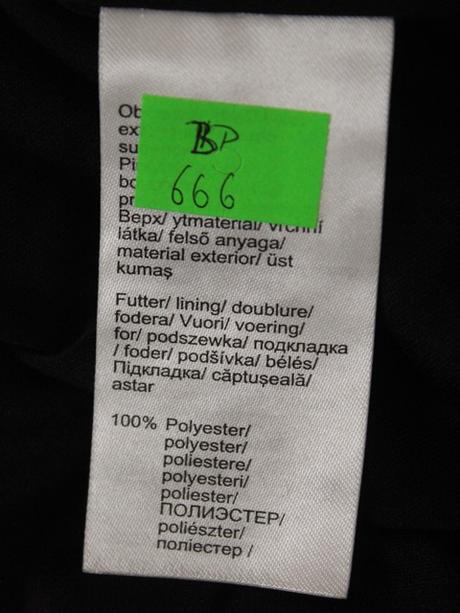 Ob
ex
su
BP
Pi
666
bo
pr
Верх/ ytmaterial/ vrchní
látka/ felső anyaga/
material exterior/ üst
kumaş
Futter/ lining/ doublure/
fodera/ Vuori/ voering/
for/ podszewka/ подкладка
/ foder/ podšívka/ bélés/
Підкладка/ căptușeală/
astar
100% Polyester/
polyester/
poliestere/
polyesteri/
poliester/
ПОЛИЭСТЕР/
poliészter/
поліестер /